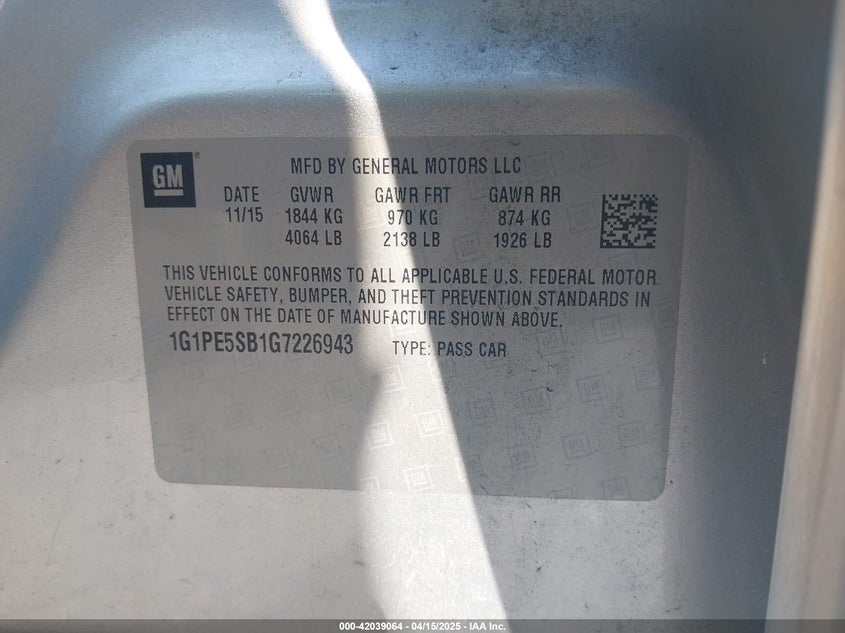 GM ® MFD BY GENERAL MOTORS LLC
DATE GVWR GAWR FRT GAWR RR
11/15 1844 KG 970 KG 874 KG
4064 LB 2138 LB 1926 LB
THIS VEHICLE CONFORMS TO ALL APPLICABLE U.S. FEDERAL MOTOR
VEHICLE SAFETY, BUMPER, AND THEFT PREVENTION STANDARDS IN
EFFECT ON THE DATE OF MANUFACTURE SHOWN ABOVE.
1G1PE5SB1G7226943 TYPE: PASS CAR
000-42039064 - 04/15/2025 - IAA Inc.